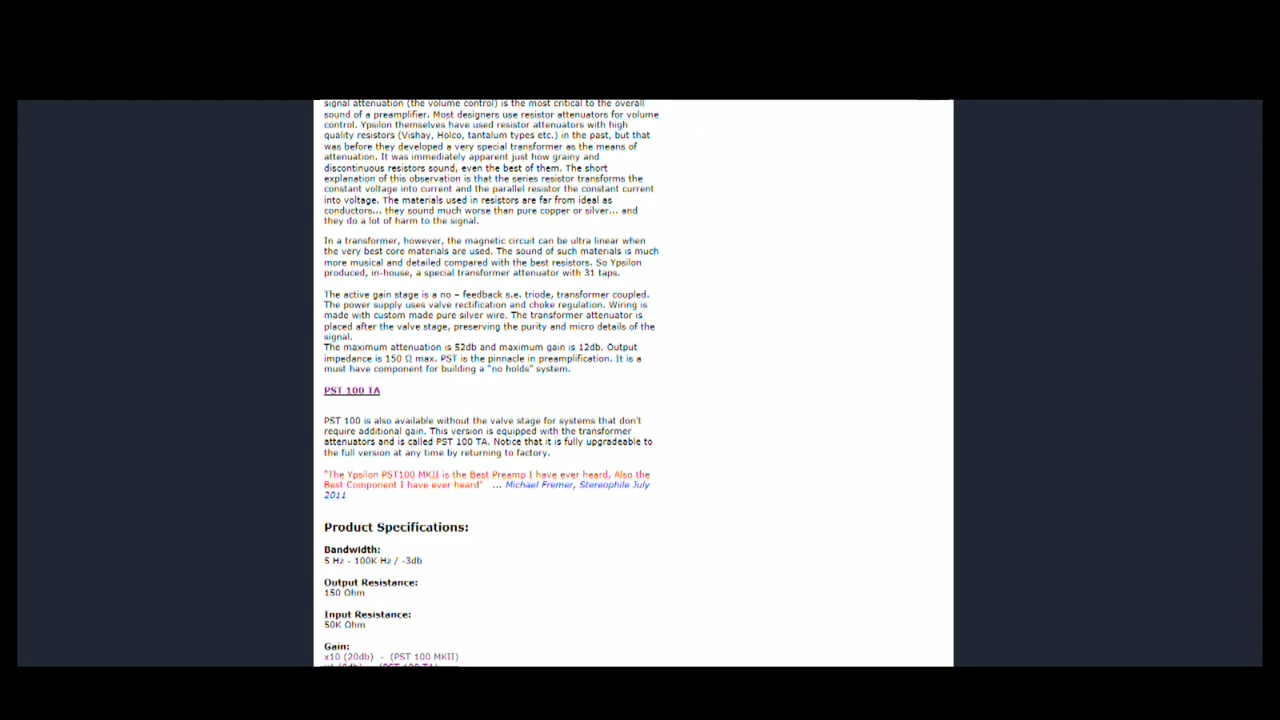 signal attenuation (the volume control) is the most critical to the overall
sound of a preamplifier. Most designers use resistor attenuators for volume
control. Ypsilon themselves have used resistor attenuators with high
quality resistors (Vishay, Holco, tantalum types etc.) in the past, but that
was before they developed a very special transformer as the means of
attenuation. It was immediately apparent just how grainy and
discontinuous resistors sound, even the best of them. The short
explanation of this observation is that the series resistor transforms the
constant voltage into current and the parallel resistor the constant current
into voltage. The materials used in resistors are far from ideal as
conductors... they sound much worse than pure copper or silver... and
they do a lot of harm to the signal.
In a transformer, however, the magnetic circuit can be ultra linear when
the very best core materials are used. The sound of such materials is much
more musical and detailed compared with the best resistors. So Ypsilon
produced, in-house, a special transformer attenuator with 31 taps.
The active gain stage is a no – feedback s.e. triode, transformer coupled.
The power supply uses valve rectification and choke regulation. Wiring is
made with custom made pure silver wire. The transformer attenuator is
placed after the valve stage, preserving the purity and micro details of the
signal.
The maximum attenuation is 52db and maximum gain is 12db. Output
impedance is 150 Ω max. PST is the pinnacle in preamplification. It is a
must have component for building a "no holds" system.
PST 100 TA
PST 100 is also available without the valve stage for systems that don't
require additional gain. This version is equipped with the transformer
attenuators and is called PST 100 TA. Notice that it is fully upgradeable to
the full version at any time by returning to factory.
"The Ypsilon PST100 MKII is the Best Preamp I have ever heard, Also the
Best Component I have ever heard" ... Michael Fremer, Stereophile July
2011
Product Specifications:
Bandwidth:
5 Hz - 100K Hz / -3db
Output Resistance:
150 Ohm
Input Resistance:
50K Ohm
Gain:
x10 (20db) - (PST 100 MKII)
x1 (0db) - (PST 100 TA)